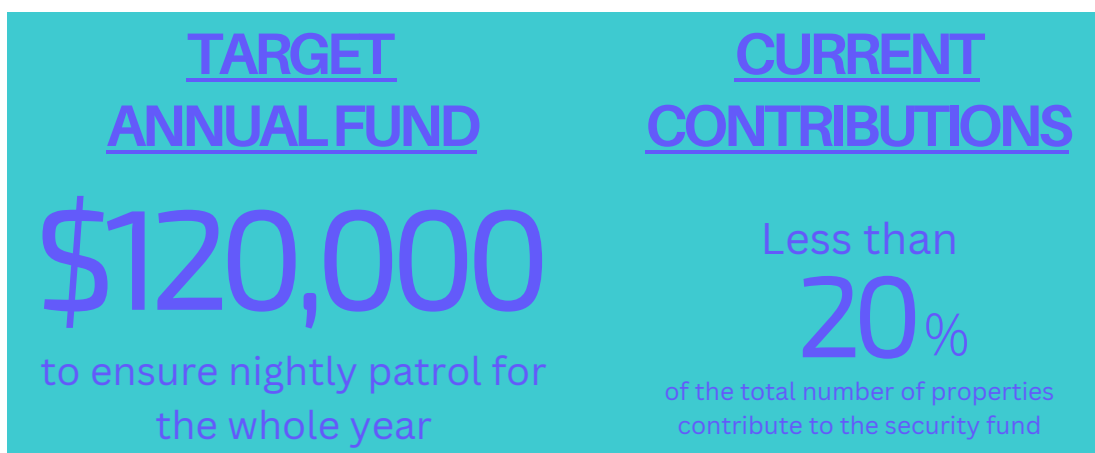 TARGET
ANNUAL FUND
$120,000
to ensure nightly patrol for
the whole year
CURRENT
CONTRIBUTIONS
Less than
20%
of the total number of properties
contribute to the security fund